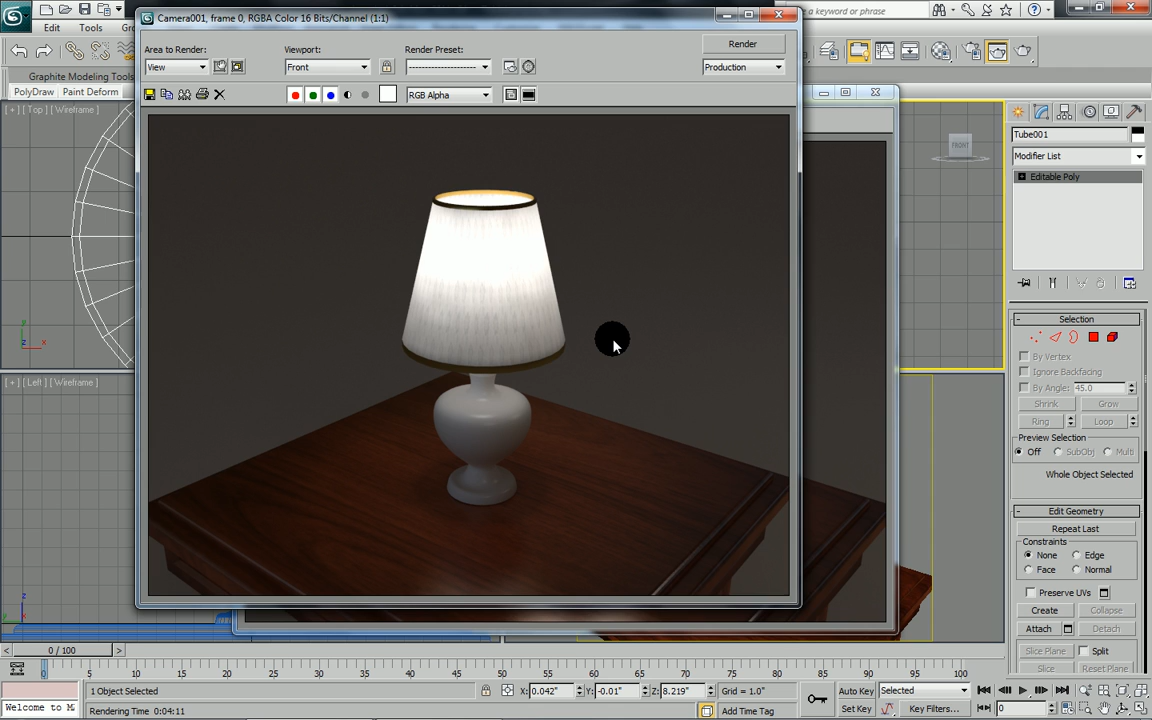 Camera001, frame 0, RGBA Color 16 Bits/Channel (1:1)
a keyword or phrase
Edit
Tools
Area to Render:
Viewport:
Render Preset:
Render
View
Front
Production
RGB Alpha
Graphite Modeling Tools
PolyDraw
Paint Deform
[ + ] [ Top ] [ Wireframe ]
FRONT
Tube001
Modifier List
Editable Poly
Selection
By Vertex
Ignore Backfacing
By Angle:
45.0
Shrink
Grow
Ring
Loop
Preview Selection
Off
SubObj
Multi
Whole Object Selected
[ + ] [ Left ] [ Wireframe ]
Edit Geometry
Repeat Last
Constraints
None
Edge
Face
Normal
Preserve UVs
Create
Collapse
Attach
Detach
Slice Plane
Split
Slice
Reset Plane
0 / 100
0 5 10 15 20 25 30 35 40 45 50 55 60 65 70 75 80 85 90 95 100
1 Object Selected
X: 0.042"
Y: -0.01"
Z: 8.219"
Grid = 1.0"
Auto Key
Selected
Welcome to M
Rendering Time 0:04:11
Add Time Tag
Set Key
Key Filters...
0